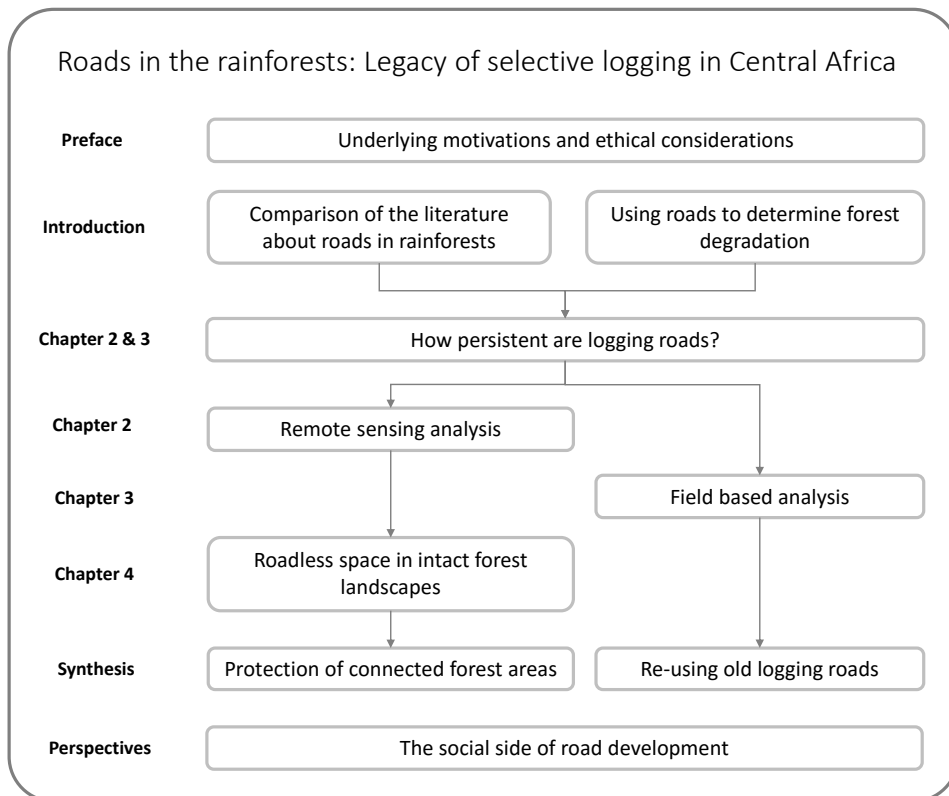 Roads in the rainforests: Legacy of selective logging in Central Africa
Preface
Underlying motivations and ethical considerations
Introduction
Comparison of the literature
about roads in rainforests
Using roads to determine forest
degradation
Chapter 2 & 3
How persistent are logging roads?
Chapter 2
Remote sensing analysis
Chapter 3
Field based analysis
Chapter 4
Roadless space in intact forest
landscapes
Synthesis
Protection of connected forest areas
Re-using old logging roads
Perspectives
The social side of road development